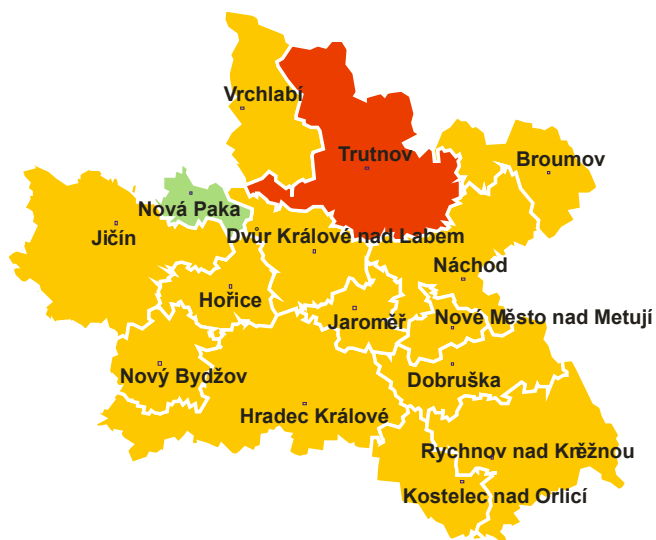 Vrchlabí
Trutnov
Broumov
Nová Paka
Jičín
Dvůr Králové nad Labem
Náchod
Hořice
Jaroměř
Nové Město nad Metují
Nový Bydžov
Dobruška
Hradec Králové
Rychnov nad Kněžnou
Kostelec nad Orlicí